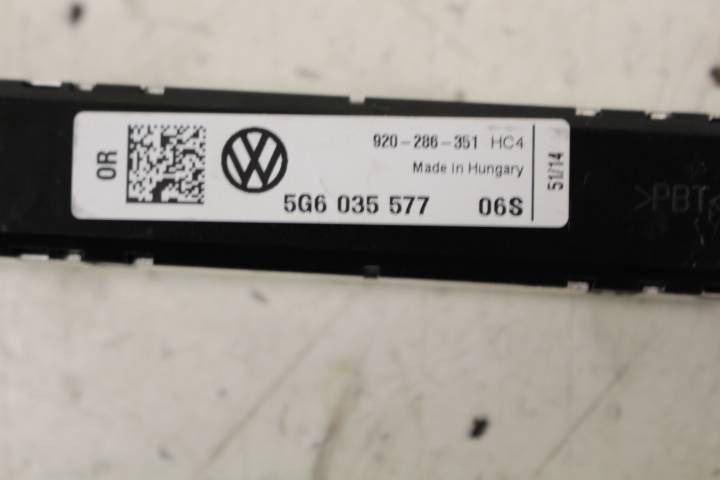 OR
920-286-351 HC4
Made in Hungary
5G6 035 577 06S
51/14
>PBT